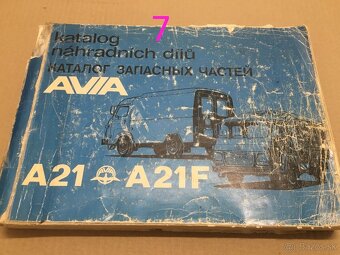 7
katalog
náhradních dílů
КАТАЛОГ ЗАПАСНЫХ ЧАСТЕЙ
AVIA
A21 A21F